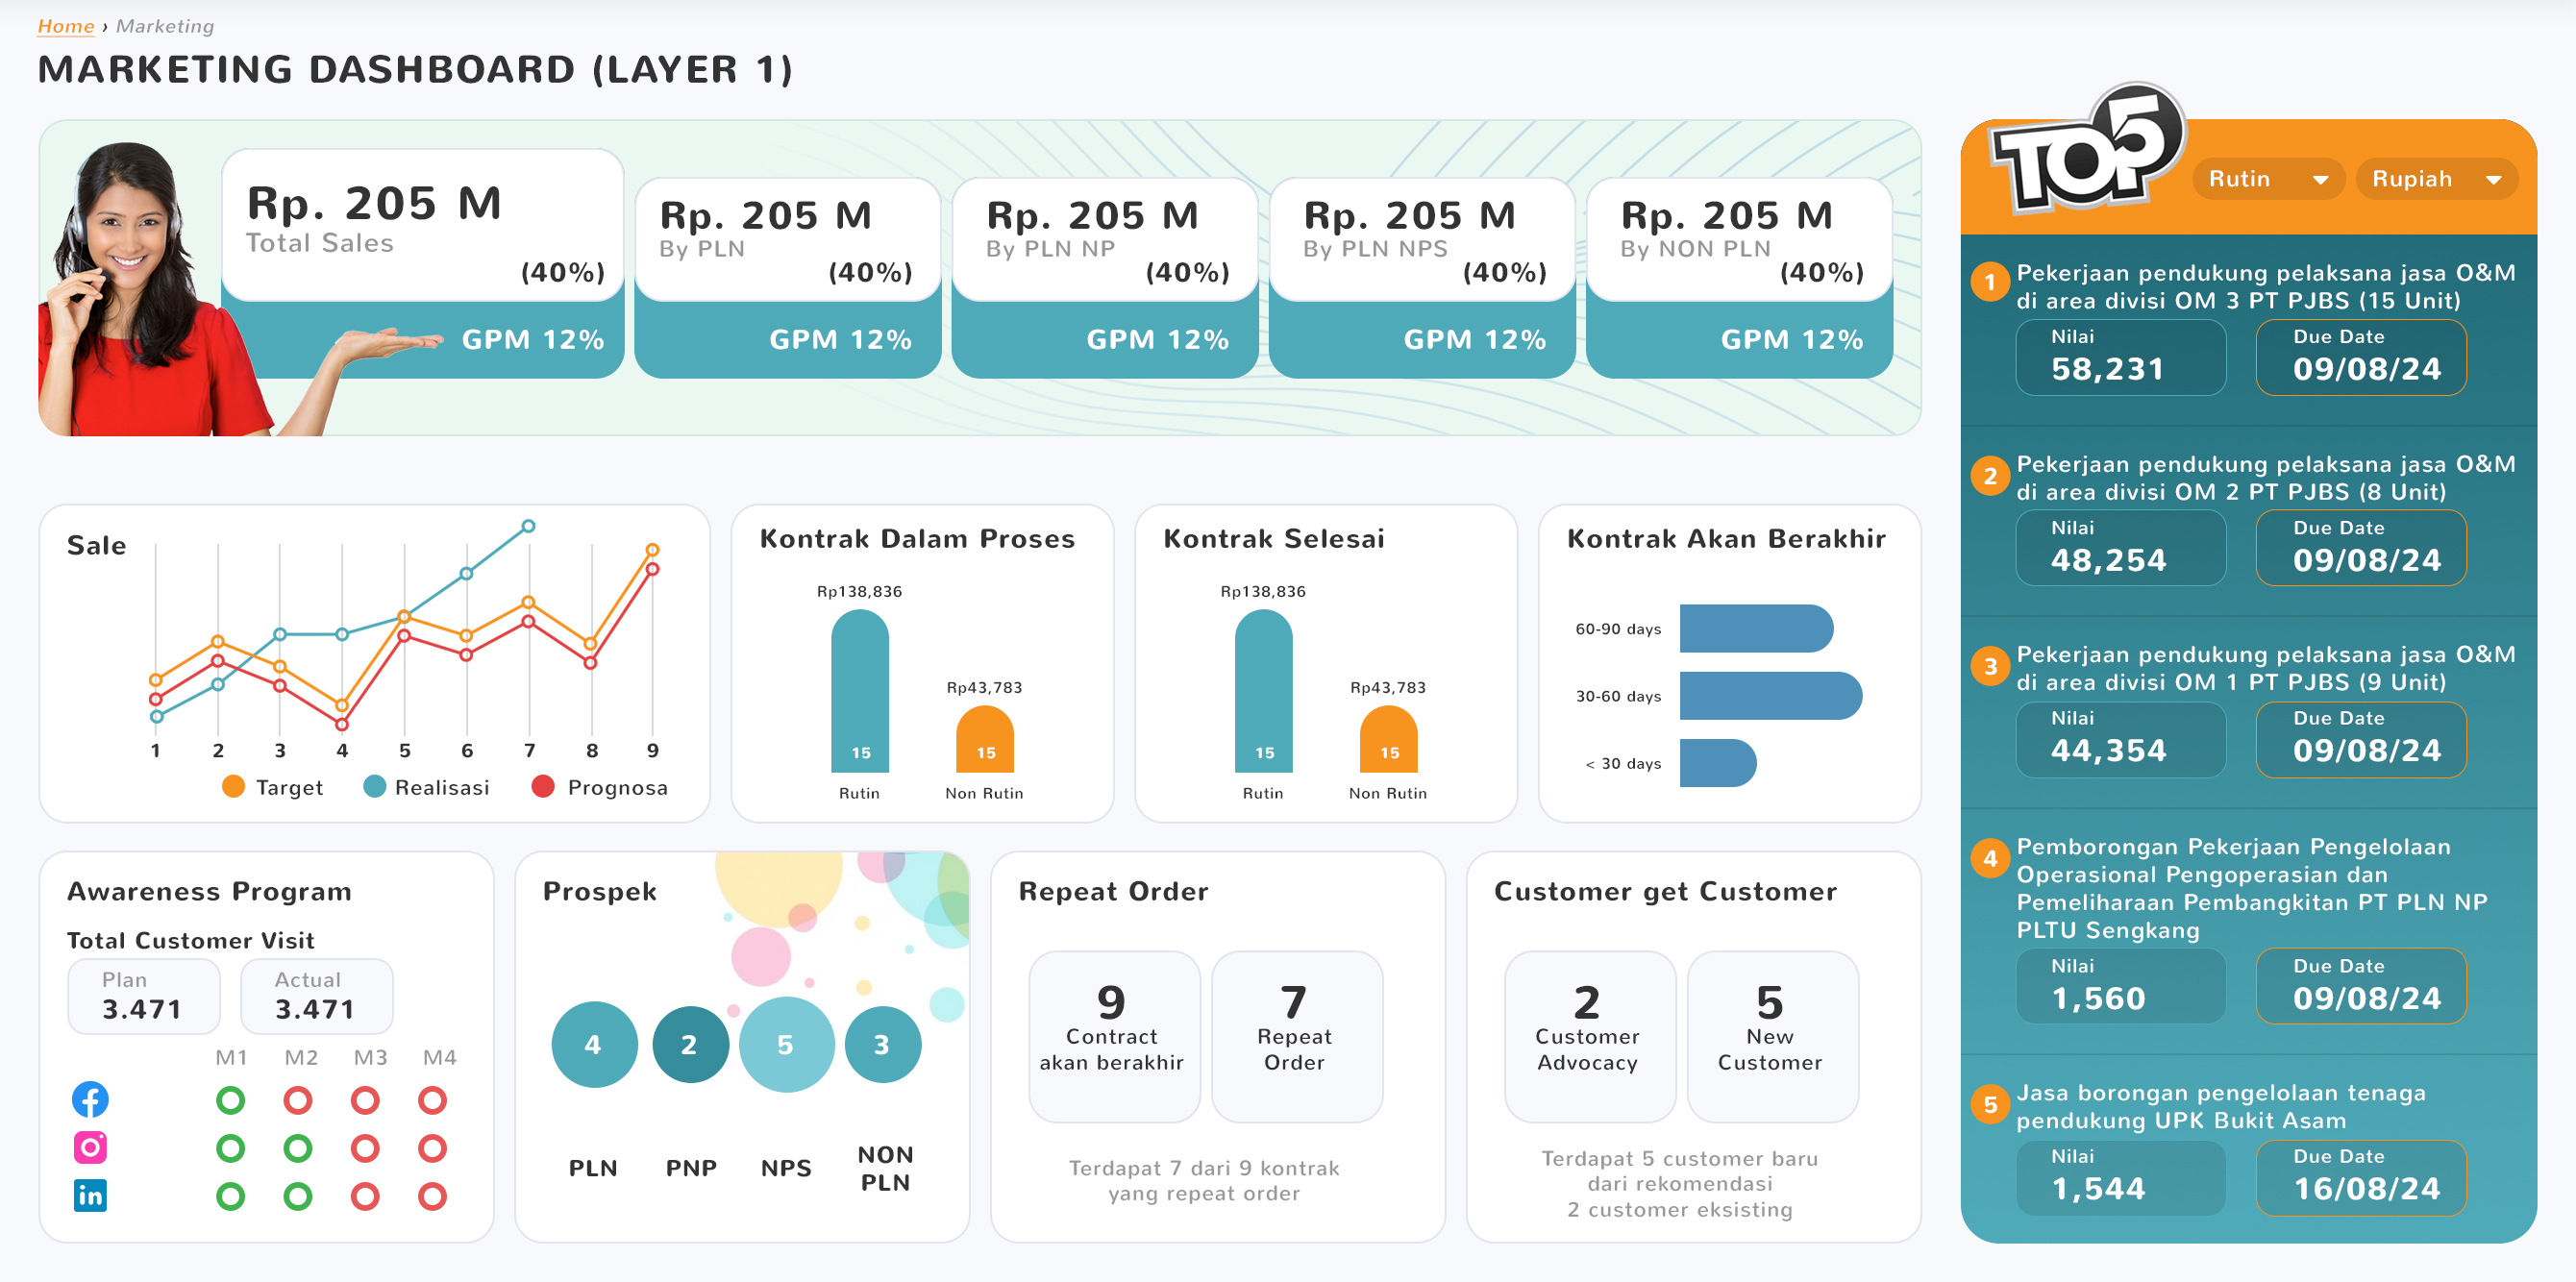 Home › Marketing
MARKETING DASHBOARD (LAYER 1)
Rp. 205 M
Total Sales
(40%)
GPM 12%
Rp. 205 M
By PLN
(40%)
GPM 12%
Rp. 205 M
By PLN NP
(40%)
GPM 12%
Rp. 205 M
By PLN NPS
(40%)
GPM 12%
Rp. 205 M
By NON PLN
(40%)
GPM 12%
Sale
1 2 3 4 5 6 7 8 9
Target Realisasi Prognosa
Kontrak Dalam Proses
Rp138,836
Rp43,783
15 15
Rutin Non Rutin
Kontrak Selesai
Rp138,836
Rp43,783
15 15
Rutin Non Rutin
Kontrak Akan Berakhir
60-90 days
30-60 days
< 30 days
Awareness Program
Total Customer Visit
Plan
3.471
Actual
3.471
M1 M2 M3 M4
f
in
Prospek
4 2 5 3
PLN PNP NPS NON
PLN
Repeat Order
9
Contract
akan berakhir
7
Repeat
Order
Terdapat 7 dari 9 kontrak
yang repeat order
Customer get Customer
2
Customer
Advocacy
5
New
Customer
Terdapat 5 customer baru
dari rekomendasi
2 customer eksisting
TOP 5
Rutin Rupiah
1
Pekerjaan pendukung pelaksana jasa O&M
di area divisi OM 3 PT PJBS (15 Unit)
Nilai
58,231
Due Date
09/08/24
2
Pekerjaan pendukung pelaksana jasa O&M
di area divisi OM 2 PT PJBS (8 Unit)
Nilai
48,254
Due Date
09/08/24
3
Pekerjaan pendukung pelaksana jasa O&M
di area divisi OM 1 PT PJBS (9 Unit)
Nilai
44,354
Due Date
09/08/24
4
Pemborongan Pekerjaan Pengelolaan
Operasional Pengoperasian dan
Pemeliharaan Pembangkitan PT PLN NP
PLTU Sengkang
Nilai
1,560
Due Date
09/08/24
5
Jasa borongan pengelolaan tenaga
pendukung UPK Bukit Asam
Nilai
1,544
Due Date
16/08/24